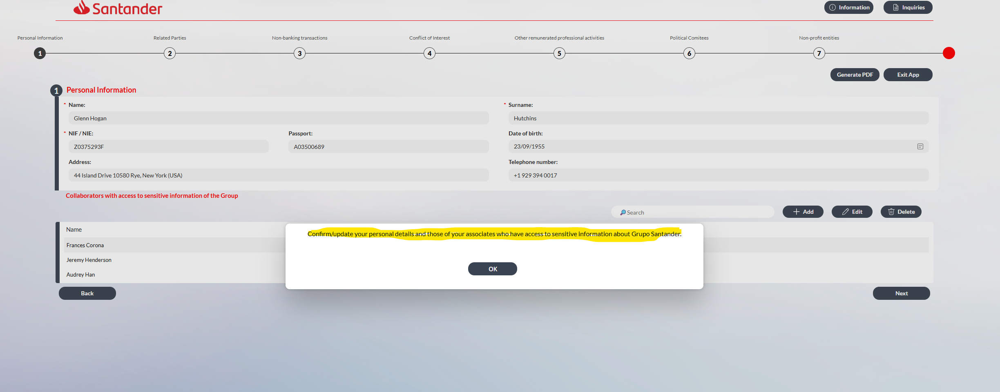 Santander
Information
Inquiries
Personal Information
Related Parties
Non-banking transactions
Conflict of Interest
Other remunerated professional activities
Political Comitees
Non-profit entities
1
2
3
4
5
6
7
Generate PDF
Exit App
1 Personal Information
* Name:
* Surname:
Glenn Hogan
Hutchins
* NIF / NIE:
Passport:
Date of birth:
Z0375293F
A03500689
23/09/1955
Address:
Telephone number:
44 Island Drive 10580 Rye, New York (USA)
+1 929 394 0017
Collaborators with access to sensitive information of the Group
Search
Add
Edit
Delete
Name
Confirm/update your personal details and those of your associates who have access to sensitive information about Grupo Santander.
Frances Corona
Jeremy Henderson
OK
Audrey Han
Back
Next